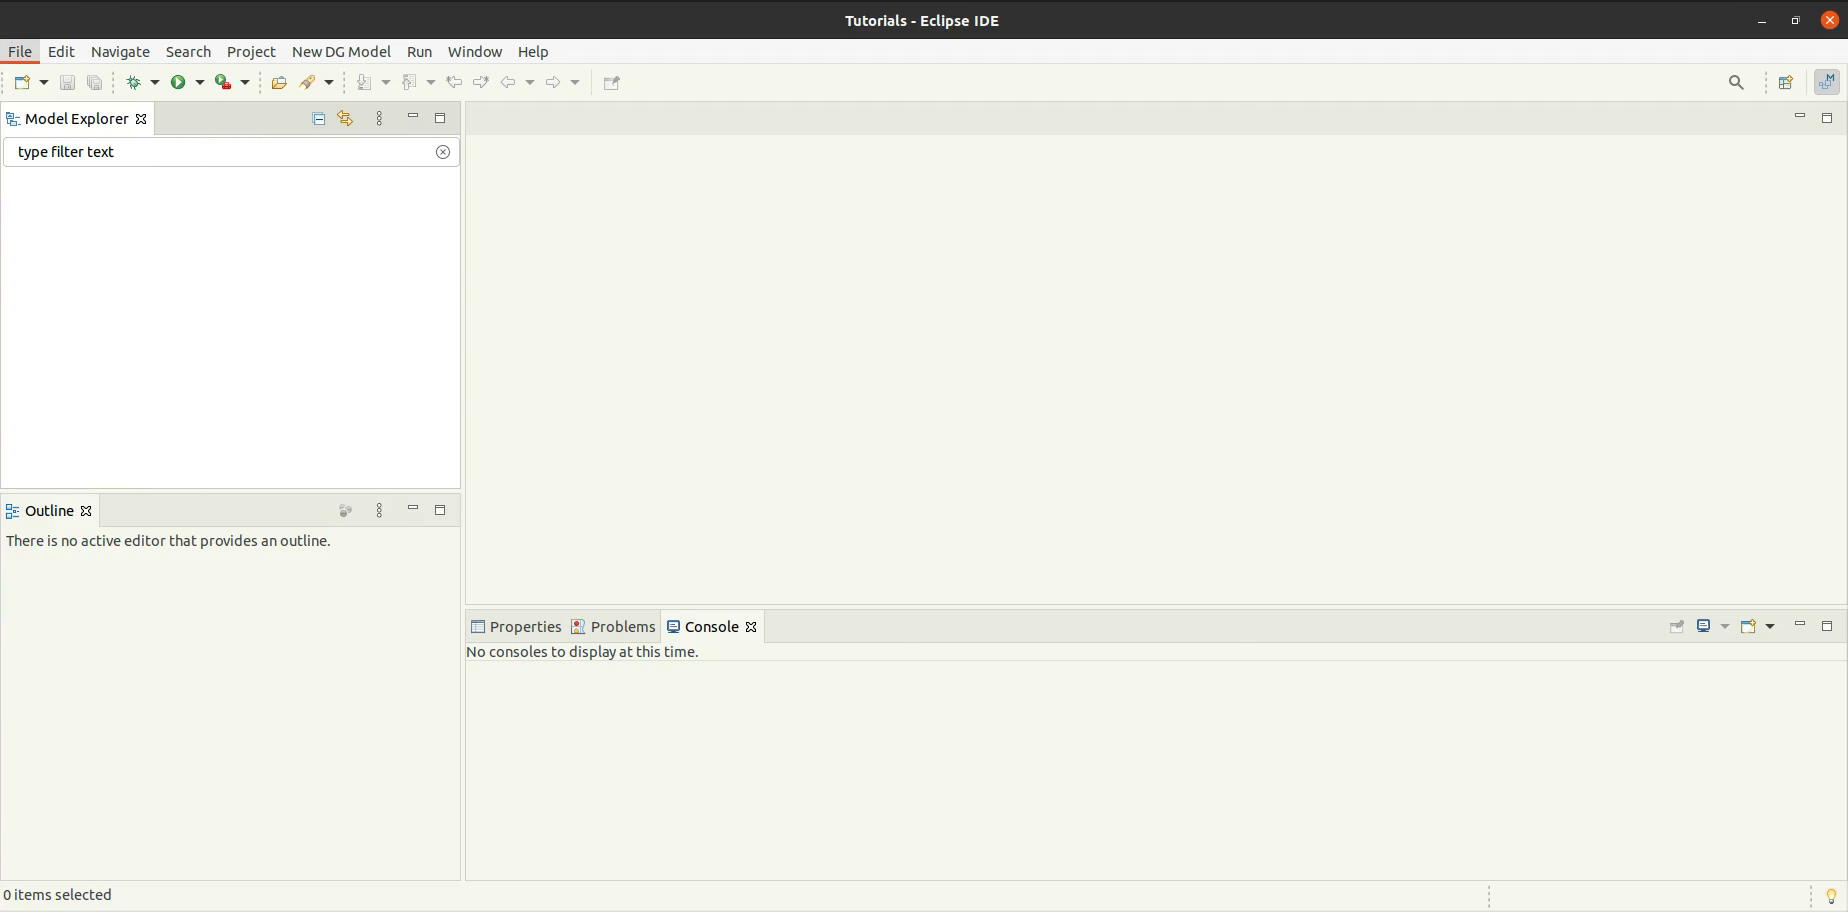 Tutorials - Eclipse IDE
File Edit Navigate Search Project New DG Model Run Window Help
Model Explorer
type filter text
Outline
There is no active editor that provides an outline.
Properties Problems Console
No consoles to display at this time.
0 items selected